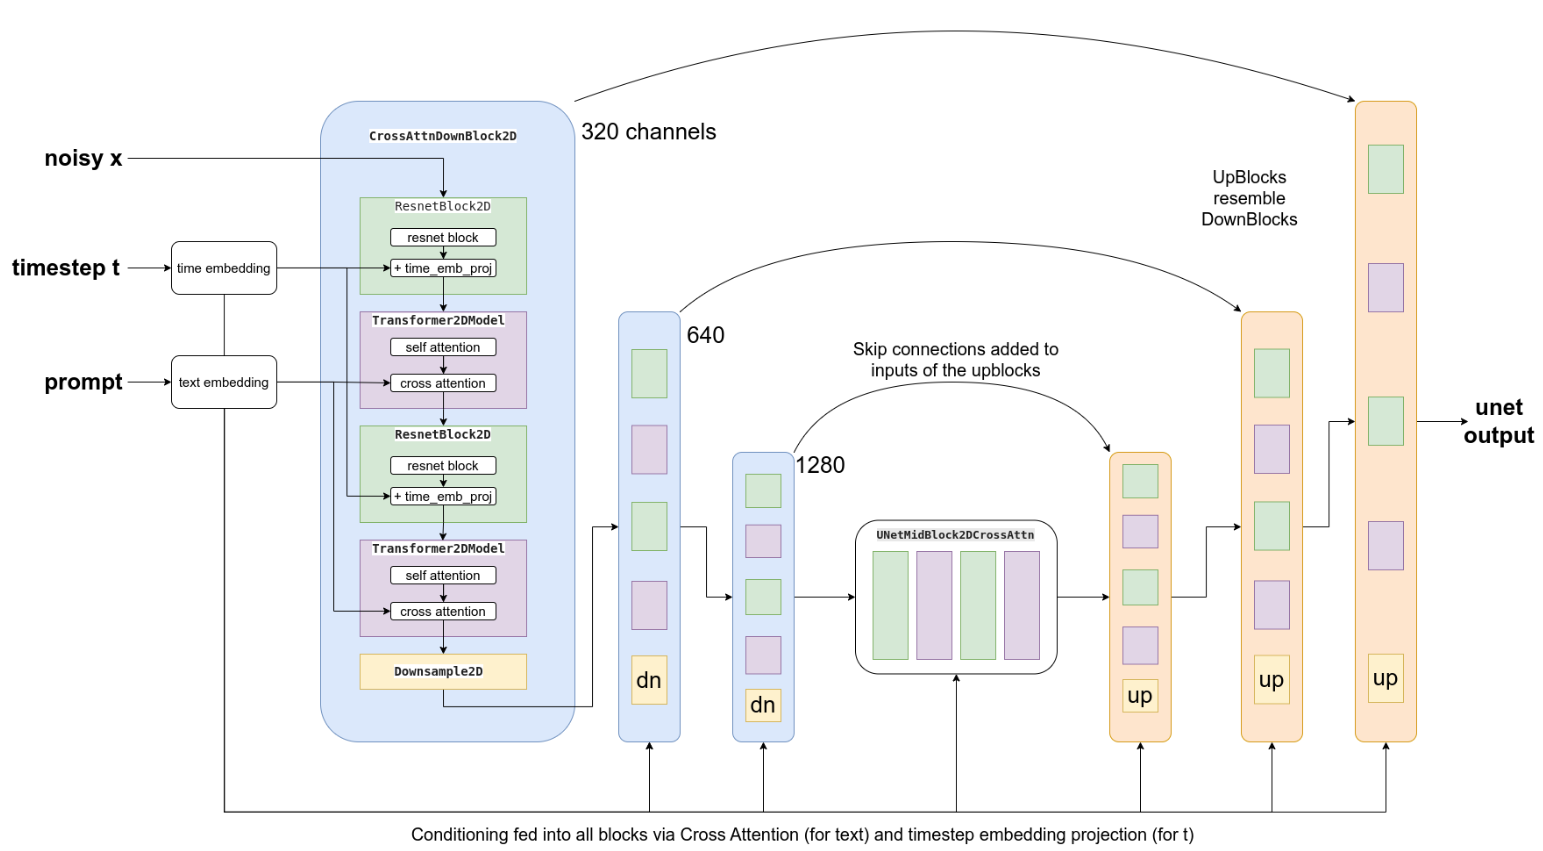 noisy x
timestep t
prompt
time embedding
text embedding
CrossAttnDownBlock2D
320 channels
ResnetBlock2D
resnet block
+ time_emb_proj
Transformer2DModel
self attention
cross attention
ResnetBlock2D
resnet block
+ time_emb_proj
Transformer2DModel
self attention
cross attention
Downsample2D
640
dn
1280
dn
Skip connections added to
inputs of the upblocks
UNetMidBlock2DCrossAttn
up
up
UpBlocks
resemble
DownBlocks
up
unet
output
Conditioning fed into all blocks via Cross Attention (for text) and timestep embedding projection (for t)